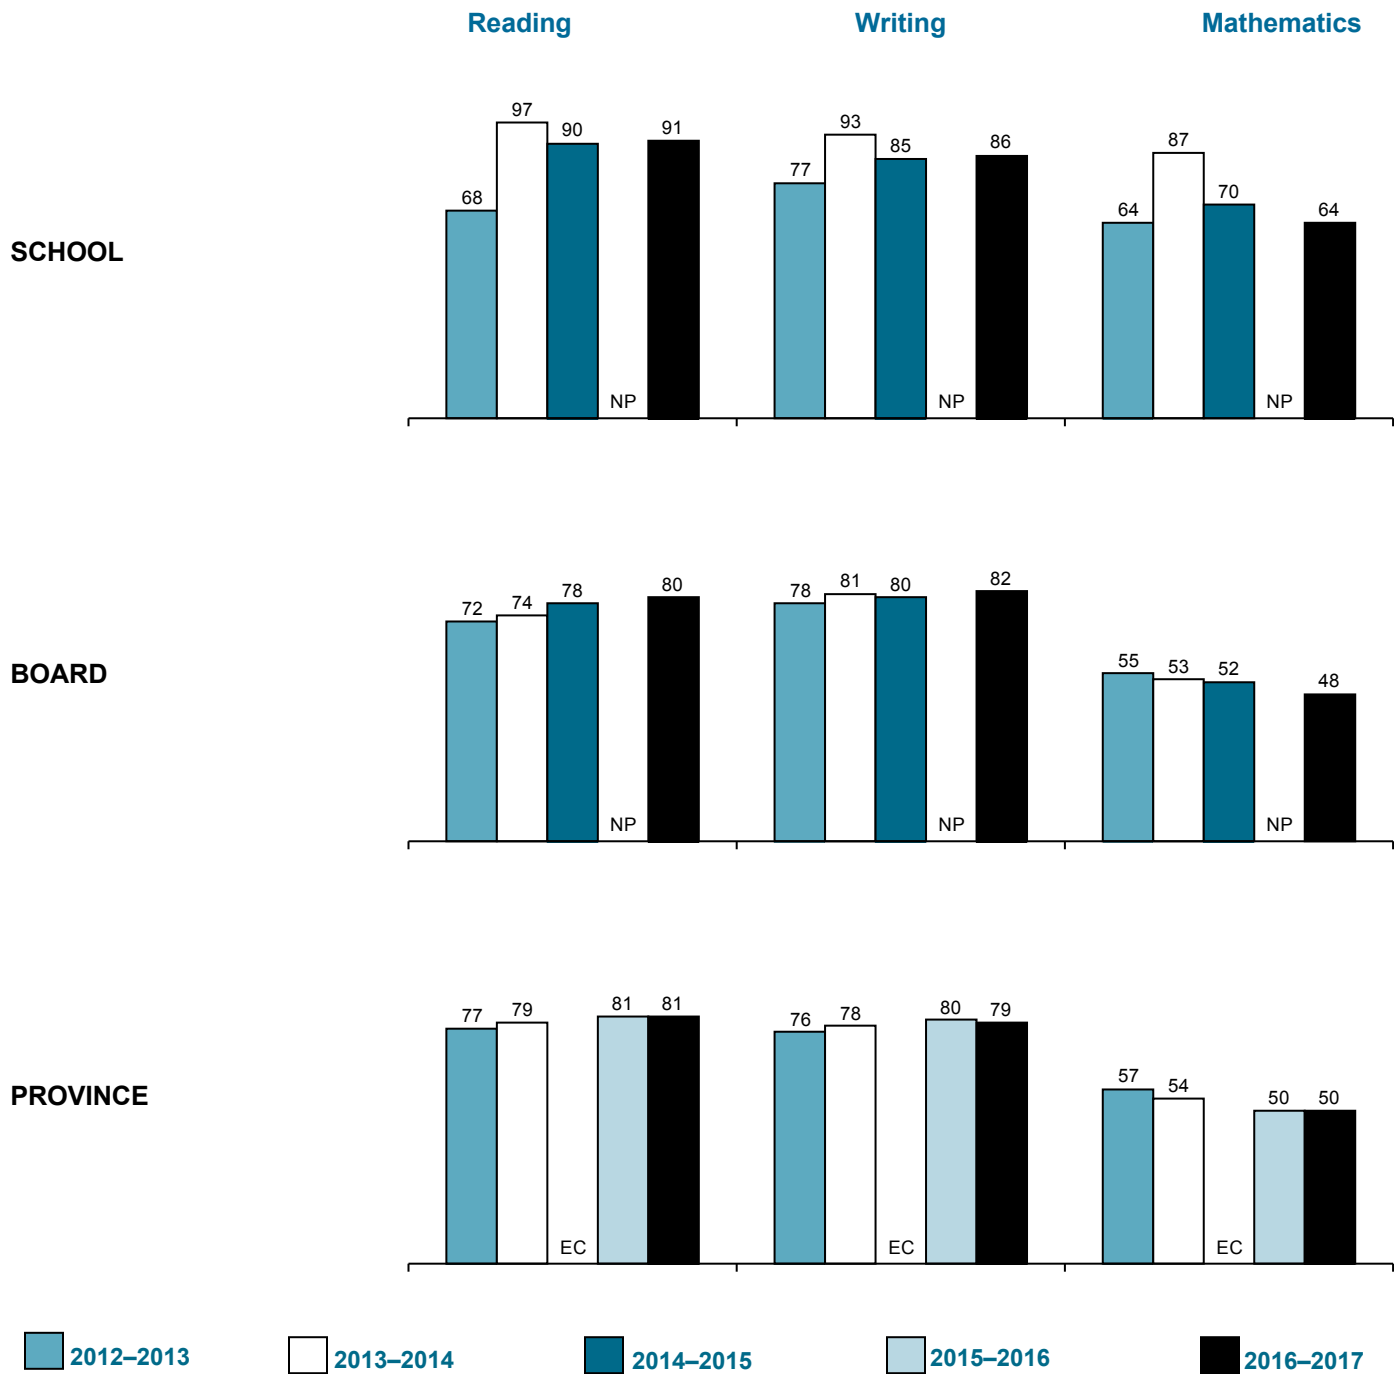 Reading Writing Mathematics
SCHOOL
68 97 90 NP 91 77 93 85 NP 86 64 87 70 NP 64
BOARD
72 74 78 NP 80 78 81 80 NP 82 55 53 52 NP 48
PROVINCE
77 79 EC 81 81 76 78 EC 80 79 57 54 EC 50 50
2012–2013 2013–2014 2014–2015 2015–2016 2016–2017